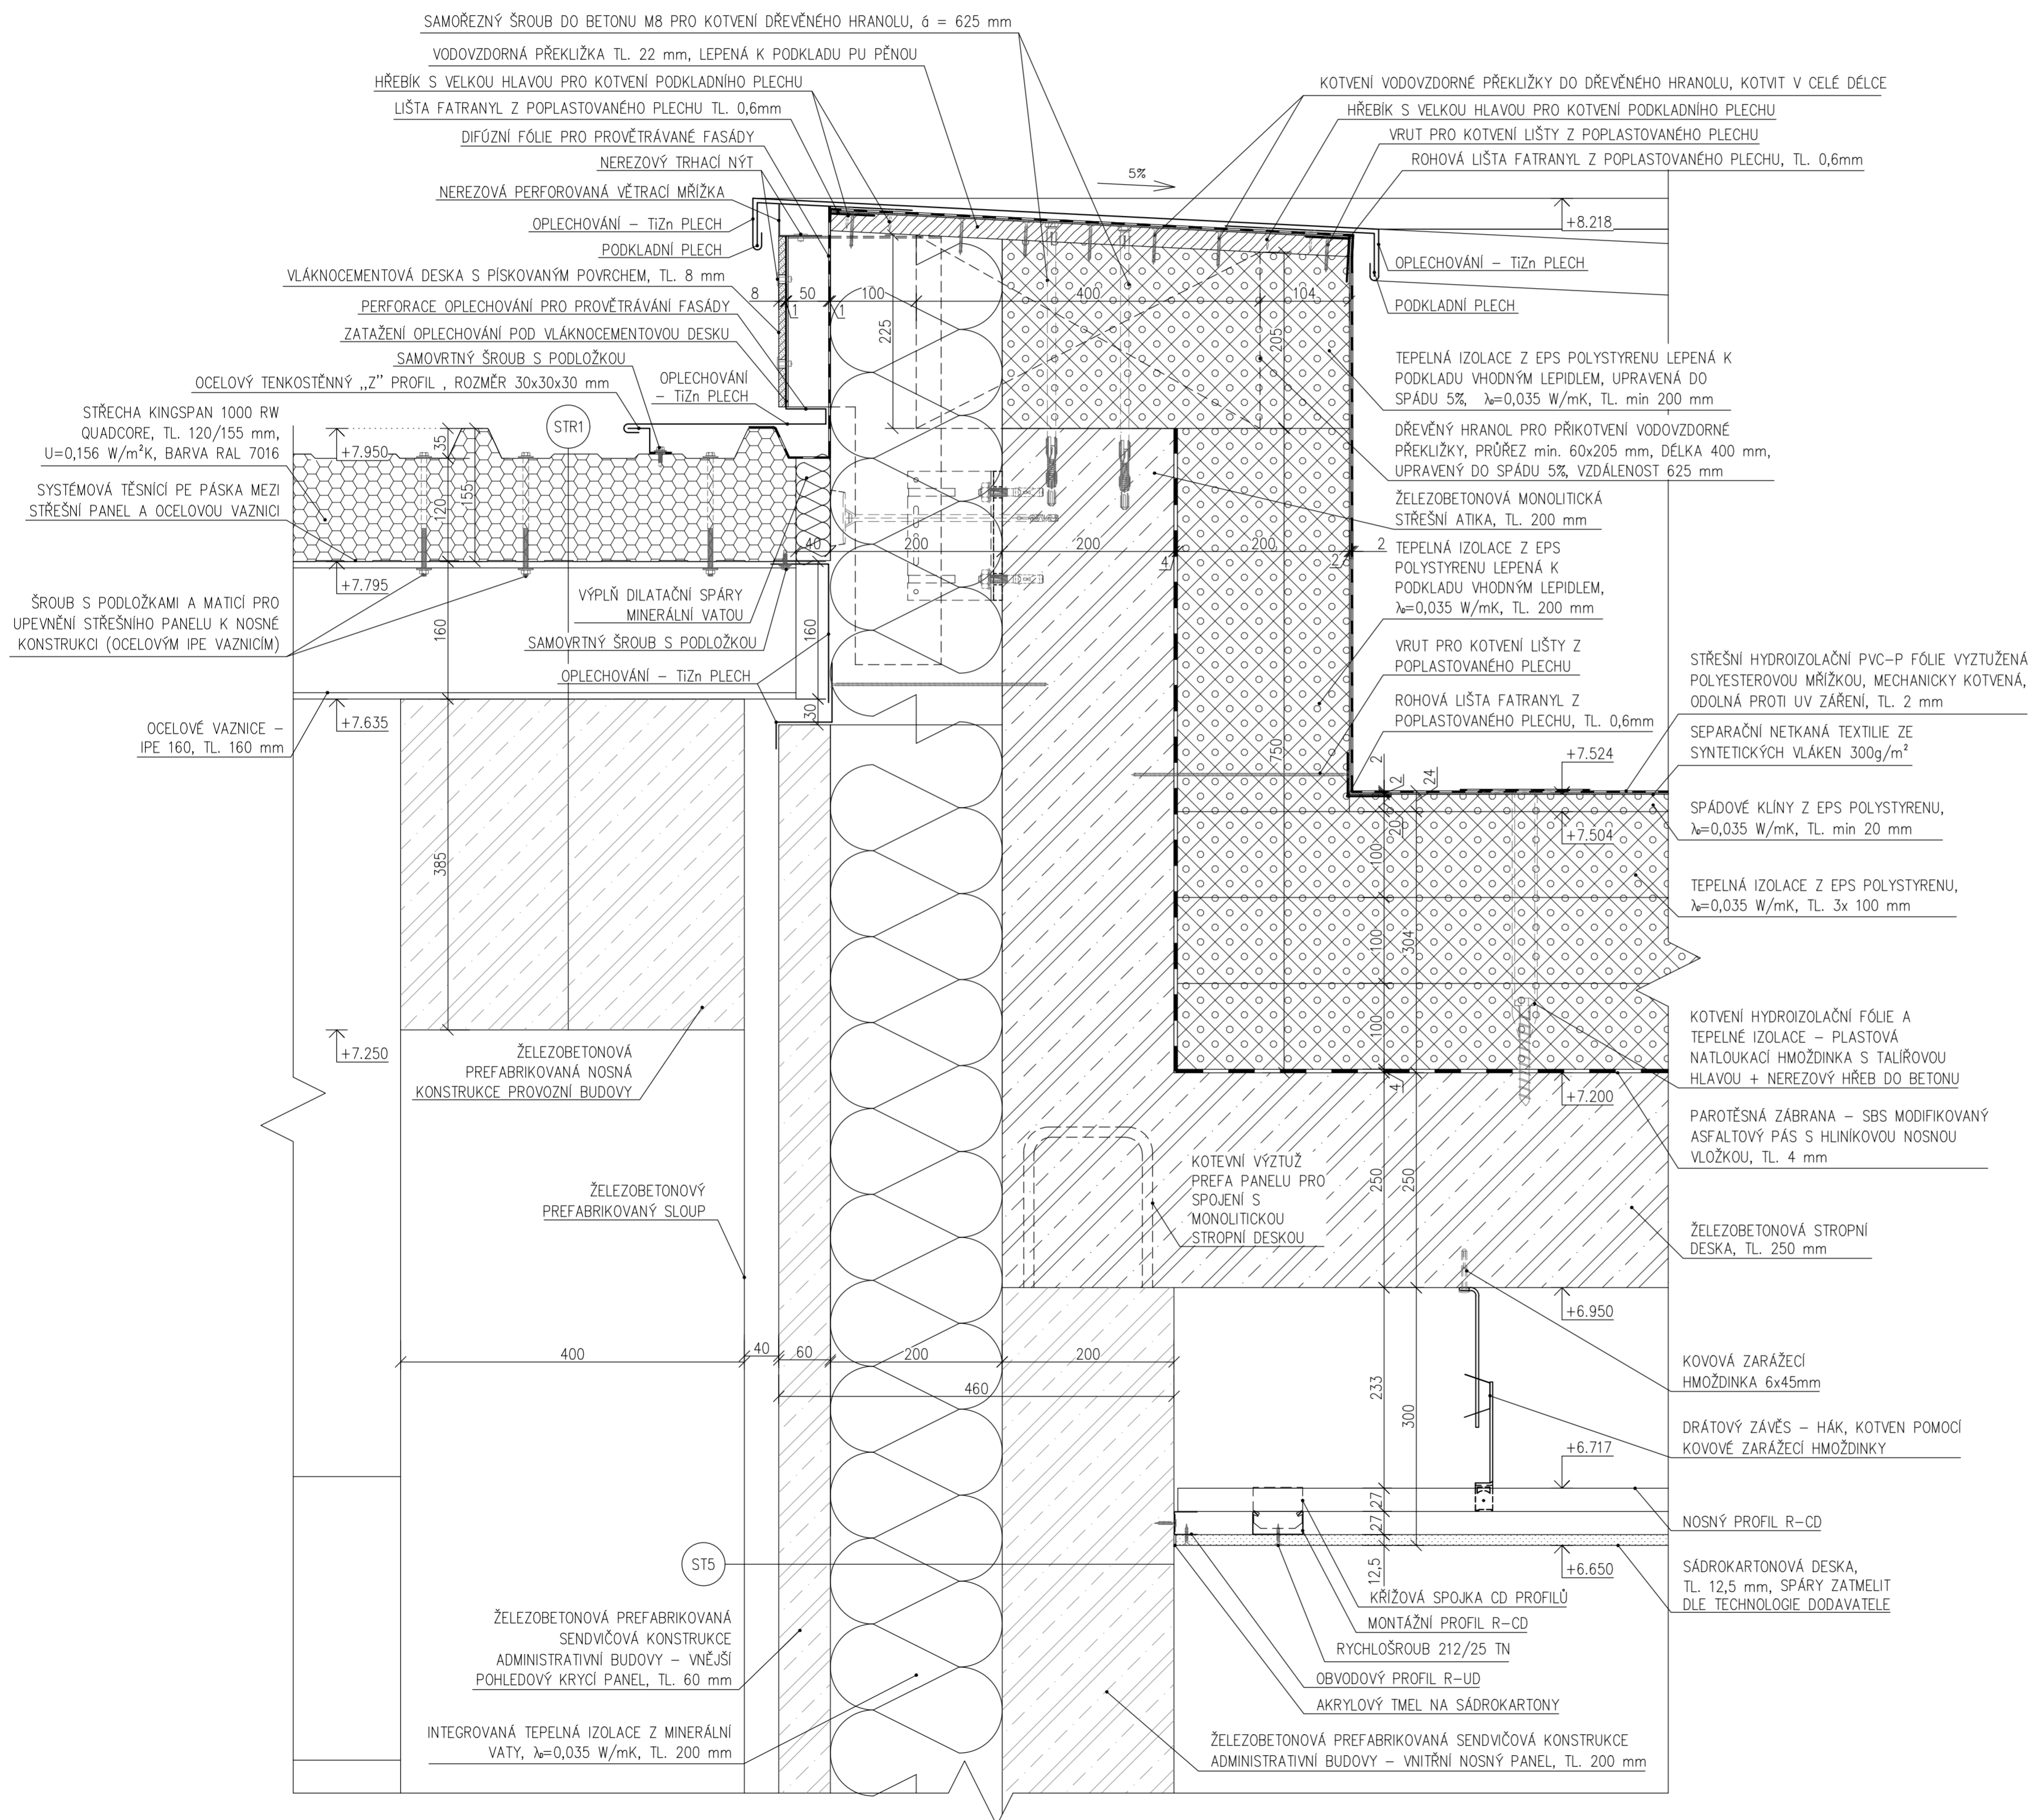 SAMOŘEZNÝ ŠROUB DO BETONU M8 PRO KOTVENÍ DŘEVĚNÉHO HRANOLU, á = 625 mm
VODOVZDORNÁ PŘEKLIŽKA TL. 22 mm, LEPENÁ K PODKLADU PU PĚNOU
HŘEBÍK S VELKOU HLAVOU PRO KOTVENÍ PODKLADNÍHO PLECHU
LIŠTA FATRANYL Z POPLASTOVANÉHO PLECHU TL. 0,6mm
DIFÚZNÍ FÓLIE PRO PROVĚTRÁVANÉ FASÁDY
NEREZOVÝ TRHACÍ NÝT
NEREZOVÁ PERFOROVANÁ VĚTRACÍ MŘÍŽKA
OPLECHOVÁNÍ – TiZn PLECH
PODKLADNÍ PLECH
VLÁKNOCEMENTOVÁ DESKA S PÍSKOVANÝM POVRCHEM, TL. 8 mm
PERFORACE OPLECHOVÁNÍ PRO PROVĚTRÁVÁNÍ FASÁDY
ZATAŽENÍ OPLECHOVÁNÍ POD VLÁKNOCEMENTOVOU DESKU
SAMOVRTNÝ ŠROUB S PODLOŽKOU
OCELOVÝ TENKOSTĚNNÝ „Z" PROFIL , ROZMĚR 30x30x30 mm
OPLECHOVÁNÍ
– TiZn PLECH
STŘECHA KINGSPAN 1000 RW
QUADCORE, TL. 120/155 mm,
U=0,156 W/m²K, BARVA RAL 7016
SYSTÉMOVÁ TĚSNÍCÍ PE PÁSKA MEZI
STŘEŠNÍ PANEL A OCELOVOU VAZNICI
ŠROUB S PODLOŽKAMI A MATICÍ PRO
UPEVNĚNÍ STŘEŠNÍHO PANELU K NOSNÉ
KONSTRUKCI (OCELOVÝM IPE VAZNICÍM)
OCELOVÉ VAZNICE –
IPE 160, TL. 160 mm
STR1
+7.950
+7.795
+7.635
+7.250
35
120
155
160
385
VÝPLŇ DILATAČNÍ SPÁRY
MINERÁLNÍ VATOU
SAMOVRTNÝ ŠROUB S PODLOŽKOU
OPLECHOVÁNÍ – TiZn PLECH
160
30
8
50
100
400
104
1
1
225
205
5%
40
200
200
200
2
4
2
750
KOTVENÍ VODOVZDORNÉ PŘEKLIŽKY DO DŘEVĚNÉHO HRANOLU, KOTVIT V CELÉ DÉLCE
HŘEBÍK S VELKOU HLAVOU PRO KOTVENÍ PODKLADNÍHO PLECHU
VRUT PRO KOTVENÍ LIŠTY Z POPLASTOVANÉHO PLECHU
ROHOVÁ LIŠTA FATRANYL Z POPLASTOVANÉHO PLECHU, TL. 0,6mm
+8.218
OPLECHOVÁNÍ – TiZn PLECH
PODKLADNÍ PLECH
TEPELNÁ IZOLACE Z EPS POLYSTYRENU LEPENÁ K
PODKLADU VHODNÝM LEPIDLEM, UPRAVENÁ DO
SPÁDU 5%, λ₀=0,035 W/mK, TL. min 200 mm
DŘEVĚNÝ HRANOL PRO PŘIKOTVENÍ VODOVZDORNÉ
PŘEKLIŽKY, PRŮŘEZ min. 60x205 mm, DÉLKA 400 mm,
UPRAVENÝ DO SPÁDU 5%, VZDÁLENOST 625 mm
ŽELEZOBETONOVÁ MONOLITICKÁ
STŘEŠNÍ ATIKA, TL. 200 mm
TEPELNÁ IZOLACE Z EPS
POLYSTYRENU LEPENÁ K
PODKLADU VHODNÝM LEPIDLEM,
λ₀=0,035 W/mK, TL. 200 mm
VRUT PRO KOTVENÍ LIŠTY Z
POPLASTOVANÉHO PLECHU
ROHOVÁ LIŠTA FATRANYL Z
POPLASTOVANÉHO PLECHU, TL. 0,6mm
STŘEŠNÍ HYDROIZOLAČNÍ PVC–P FÓLIE VYZTUŽENÁ
POLYESTEROVOU MŘÍŽKOU, MECHANICKY KOTVENÁ,
ODOLNÁ PROTI UV ZÁŘENÍ, TL. 2 mm
SEPARAČNÍ NETKANÁ TEXTILIE ZE
SYNTETICKÝCH VLÁKEN 300g/m²
SPÁDOVÉ KLÍNY Z EPS POLYSTYRENU,
λ₀=0,035 W/mK, TL. min 20 mm
TEPELNÁ IZOLACE Z EPS POLYSTYRENU,
λ₀=0,035 W/mK, TL. 3x 100 mm
KOTVENÍ HYDROIZOLAČNÍ FÓLIE A
TEPELNÉ IZOLACE – PLASTOVÁ
NATLOUKACÍ HMOŽDINKA S TALÍŘOVOU
HLAVOU + NEREZOVÝ HŘEB DO BETONU
PAROTĚSNÁ ZÁBRANA – SBS MODIFIKOVANÝ
ASFALTOVÝ PÁS S HLINÍKOVOU NOSNOU
VLOŽKOU, TL. 4 mm
+7.524
+7.504
+7.200
2
2
24
20
100
100
304
100
4
250
250
ŽELEZOBETONOVÁ
PREFABRIKOVANÁ NOSNÁ
KONSTRUKCE PROVOZNÍ BUDOVY
ŽELEZOBETONOVÝ
PREFABRIKOVANÝ SLOUP
KOTEVNÍ VÝZTUŽ
PREFA PANELU PRO
SPOJENÍ S
MONOLITICKOU
STROPNÍ DESKOU
ŽELEZOBETONOVÁ STROPNÍ
DESKA, TL. 250 mm
+6.950
400
40
60
200
200
460
233
300
KOVOVÁ ZARÁŽECÍ
HMOŽDINKA 6x45mm
DRÁTOVÝ ZÁVĚS – HÁK, KOTVEN POMOCÍ
KOVOVÉ ZARÁŽECÍ HMOŽDINKY
+6.717
27
27
12,5
NOSNÝ PROFIL R–CD
+6.650
SÁDROKARTONOVÁ DESKA,
TL. 12,5 mm, SPÁRY ZATMELIT
DLE TECHNOLOGIE DODAVATELE
ST5
KŘÍŽOVÁ SPOJKA CD PROFILŮ
MONTÁŽNÍ PROFIL R–CD
RYCHLOŠROUB 212/25 TN
OBVODOVÝ PROFIL R–UD
AKRYLOVÝ TMEL NA SÁDROKARTONY
ŽELEZOBETONOVÁ PREFABRIKOVANÁ
SENDVIČOVÁ KONSTRUKCE
ADMINISTRATIVNÍ BUDOVY – VNĚJŠÍ
POHLEDOVÝ KRYCÍ PANEL, TL. 60 mm
INTEGROVANÁ TEPELNÁ IZOLACE Z MINERÁLNÍ
VATY, λ₀=0,035 W/mK, TL. 200 mm
ŽELEZOBETONOVÁ PREFABRIKOVANÁ SENDVIČOVÁ KONSTRUKCE
ADMINISTRATIVNÍ BUDOVY – VNITŘNÍ NOSNÝ PANEL, TL. 200 mm